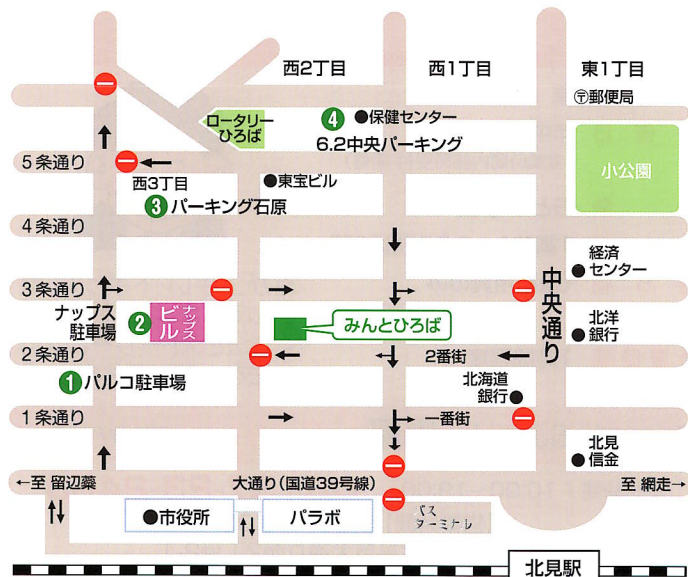 西2丁目
西1丁目
東1丁目
〒郵便局
ロータリー
ひろば
4
保健センター
6.2中央パーキング
5条通り
西3丁目
東宝ビル
小公園
3 パーキング石原
4条通り
経済
センター
3条通り
中央通り
ナップス
駐車場
2
ナップス
ビル
みんとひろば
北洋
銀行
2条通り
2番街
1 パルコ駐車場
北海道
銀行
1条通り
一番街
北見
信金
←至 留辺蘂
大通り(国道39号線)
至 網走→
市役所
パラボ
バス
ターミナル
北見駅